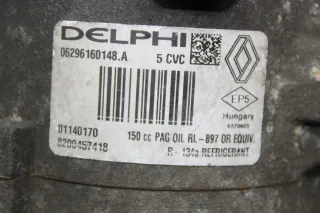 DELPHI
06296160148.A 5 CVC
EP5
Hungary
01140170
150 cc PAG OIL RL-897 OR EQUIV.
8200457418
R-134a REFRIGERANT